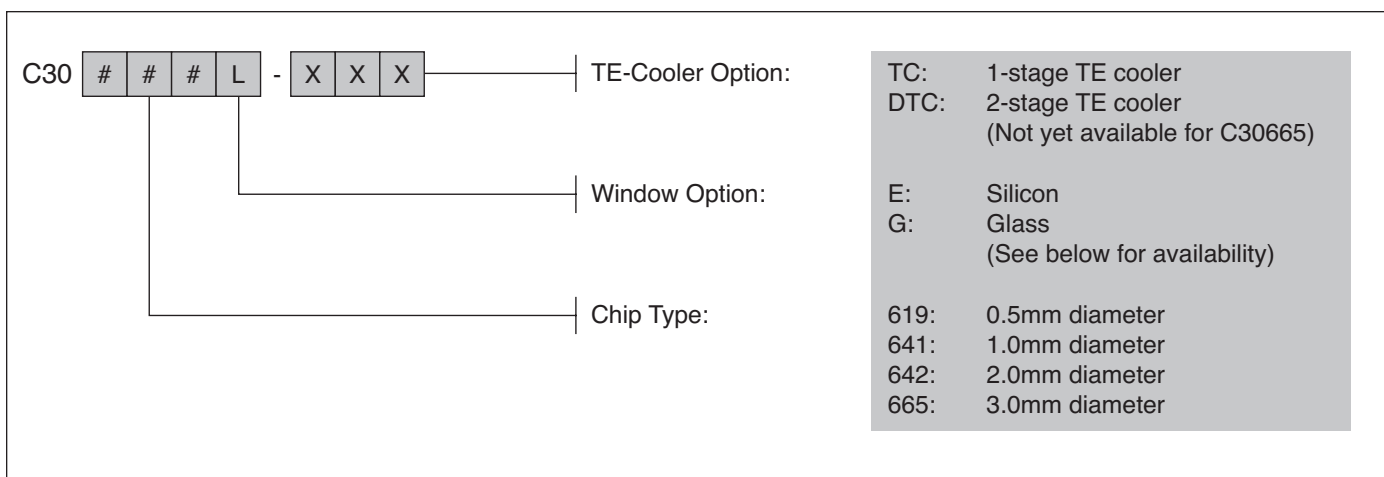 C30 # # # L - X X X TE-Cooler Option: TC: 1-stage TE cooler
DTC: 2-stage TE cooler
(Not yet available for C30665)
Window Option: E: Silicon
G: Glass
(See below for availability)
Chip Type: 619: 0.5mm diameter
641: 1.0mm diameter
642: 2.0mm diameter
665: 3.0mm diameter